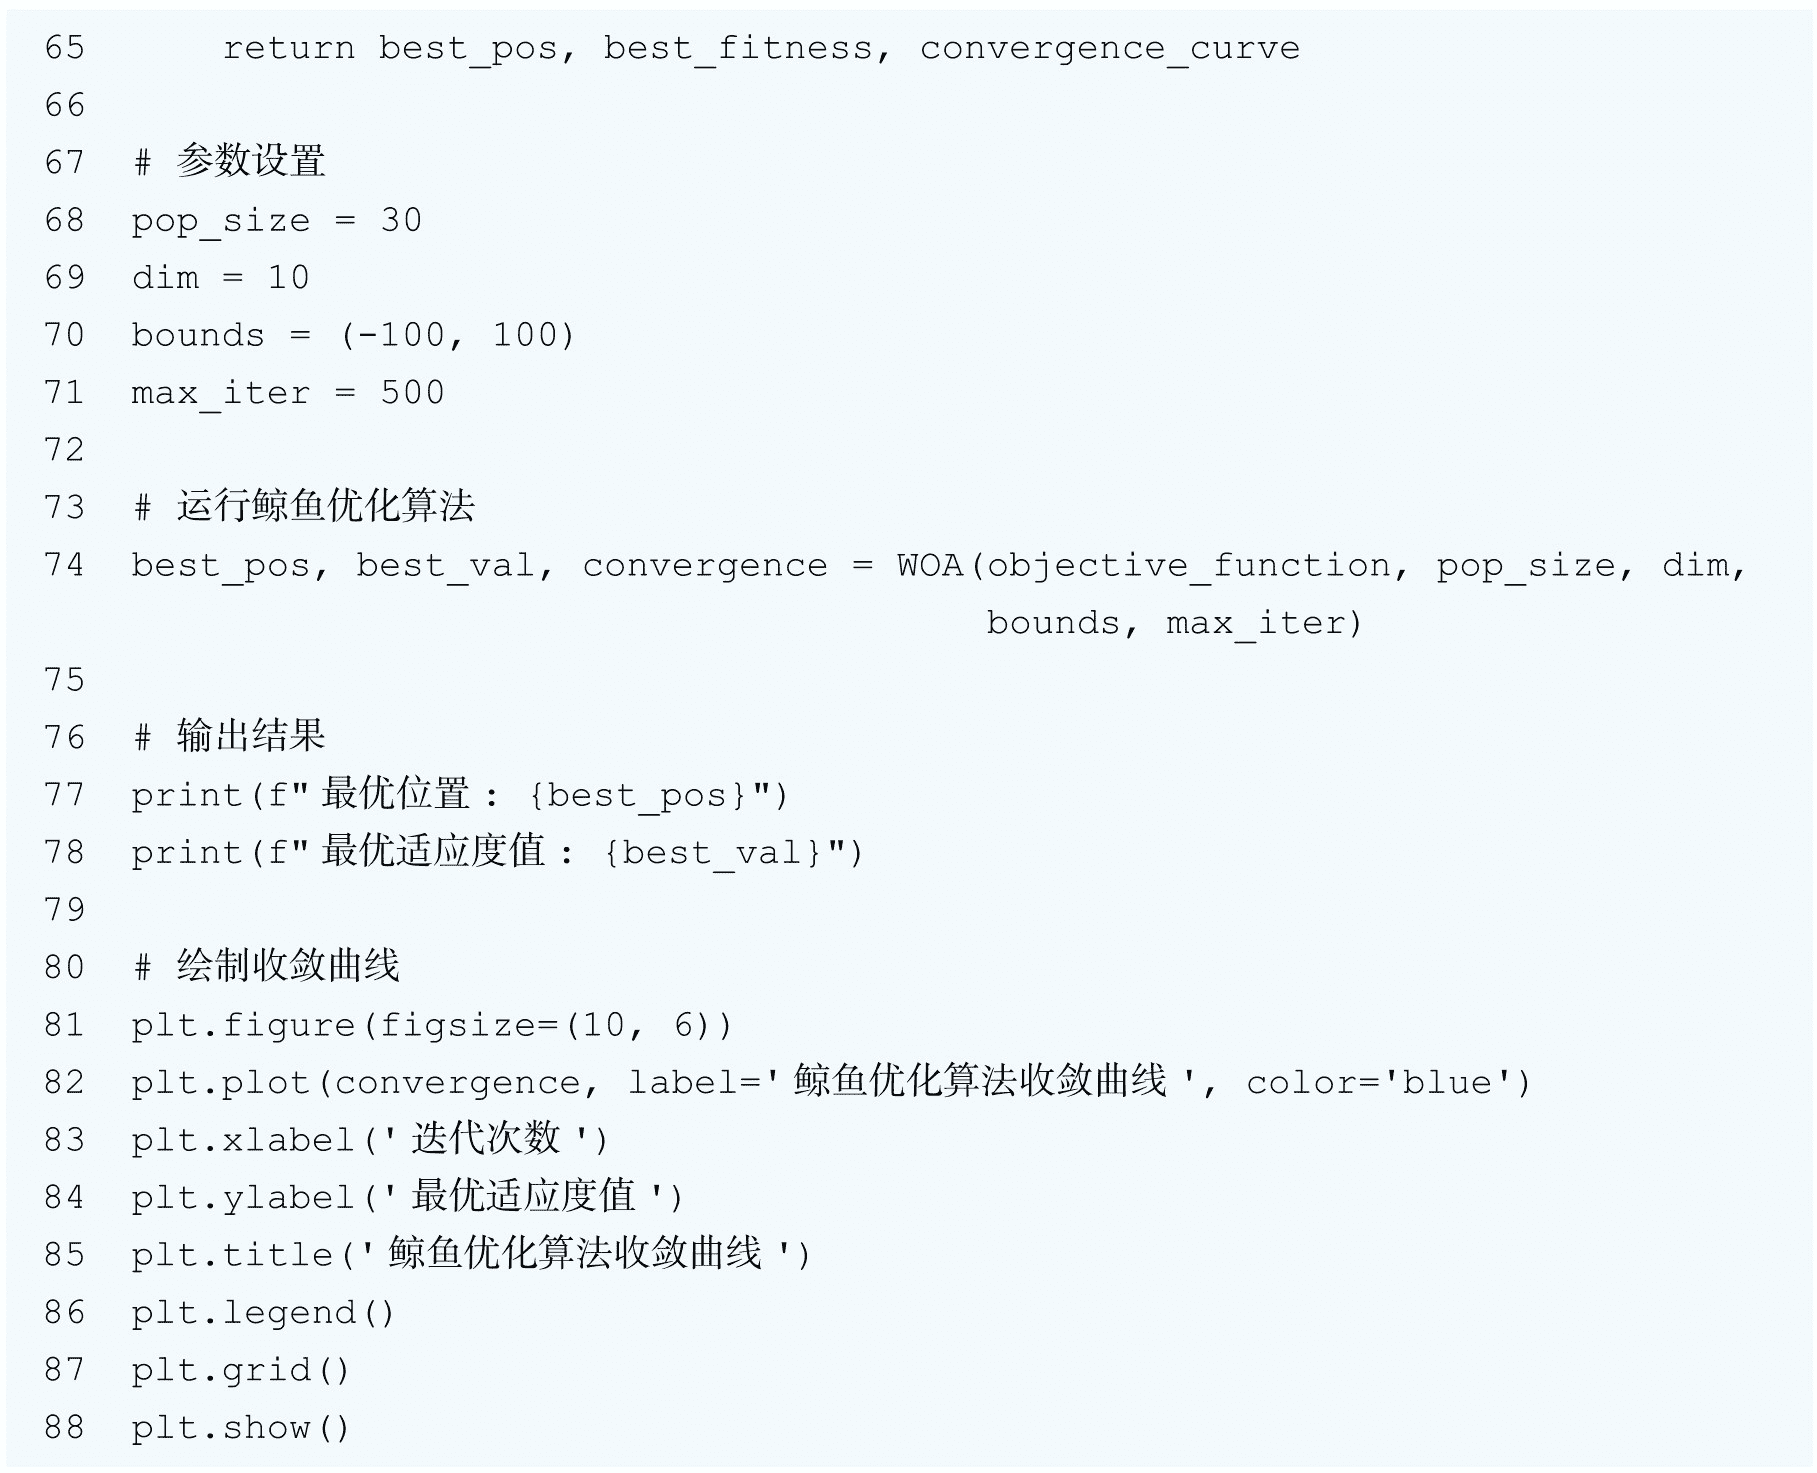 65      return best_pos, best_fitness, convergence_curve
66
67  # 参数设置
68  pop_size = 30
69  dim = 10
70  bounds = (-100, 100)
71  max_iter = 500
72
73  # 运行鲸鱼优化算法
74  best_pos, best_val, convergence = WOA(objective_function, pop_size, dim,
                                        bounds, max_iter)
75
76  # 输出结果
77  print(f"最优位置: {best_pos}")
78  print(f"最优适应度值: {best_val}")
79
80  # 绘制收敛曲线
81  plt.figure(figsize=(10, 6))
82  plt.plot(convergence, label='鲸鱼优化算法收敛曲线', color='blue')
83  plt.xlabel('迭代次数')
84  plt.ylabel('最优适应度值')
85  plt.title('鲸鱼优化算法收敛曲线')
86  plt.legend()
87  plt.grid()
88  plt.show()